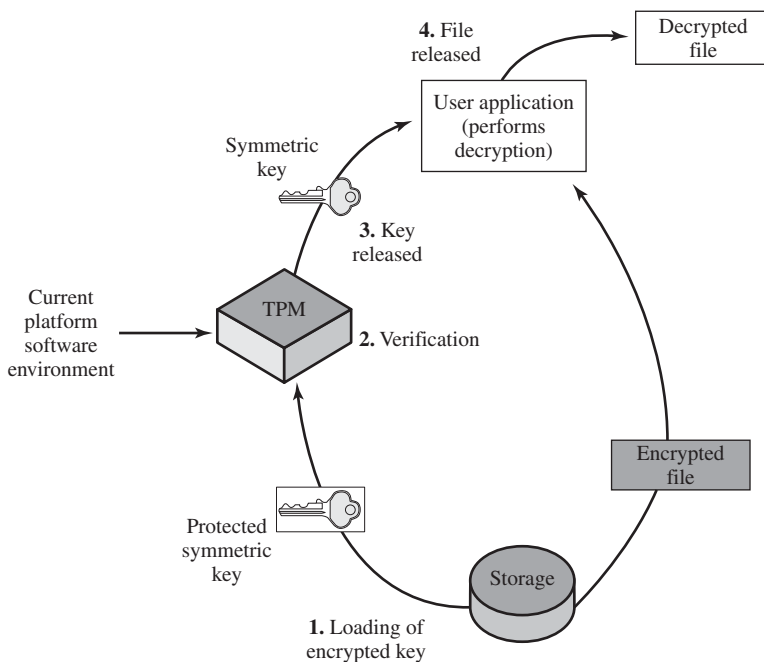 4. File
released
Decrypted
file
User application
(performs
decryption)
Symmetric
key
3. Key
released
Current
platform
software
environment
TPM
2. Verification
Encrypted
file
Protected
symmetric
key
Storage
1. Loading of
encrypted key